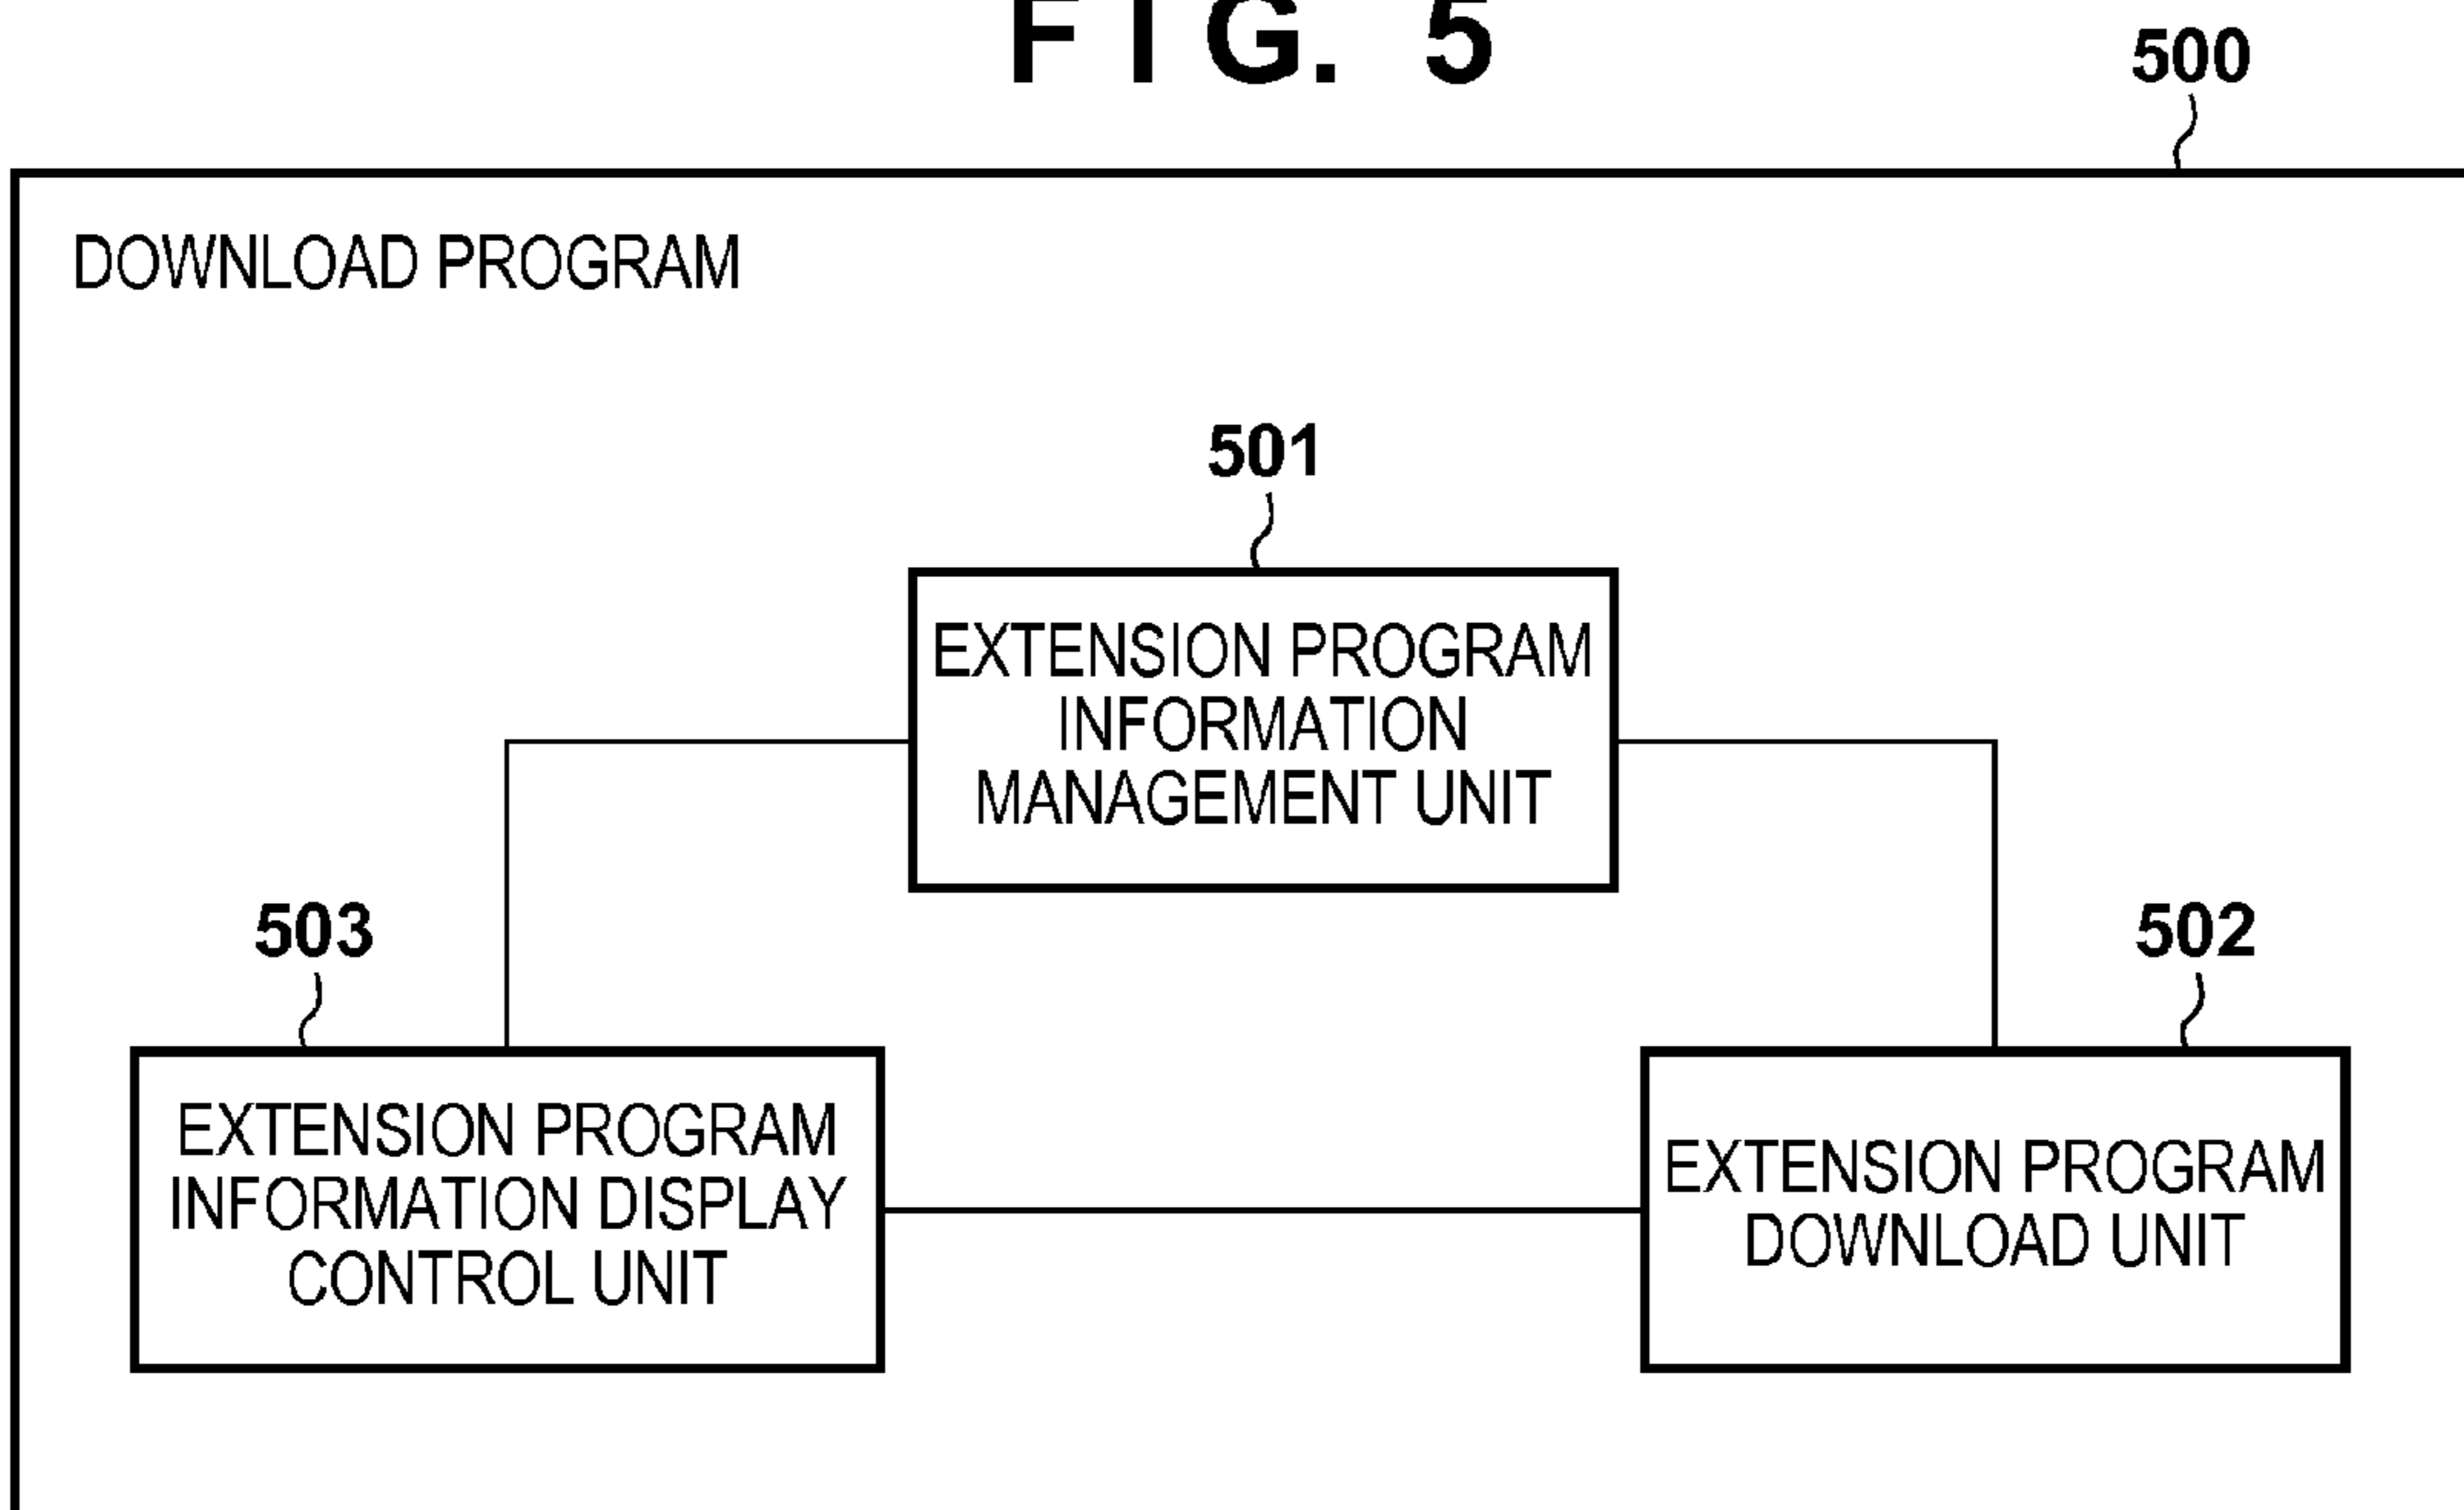 FIG. 5
500
DOWNLOAD PROGRAM
501
EXTENSION PROGRAM
INFORMATION
MANAGEMENT UNIT
503
EXTENSION PROGRAM
INFORMATION DISPLAY
CONTROL UNIT
502
EXTENSION PROGRAM
DOWNLOAD UNIT